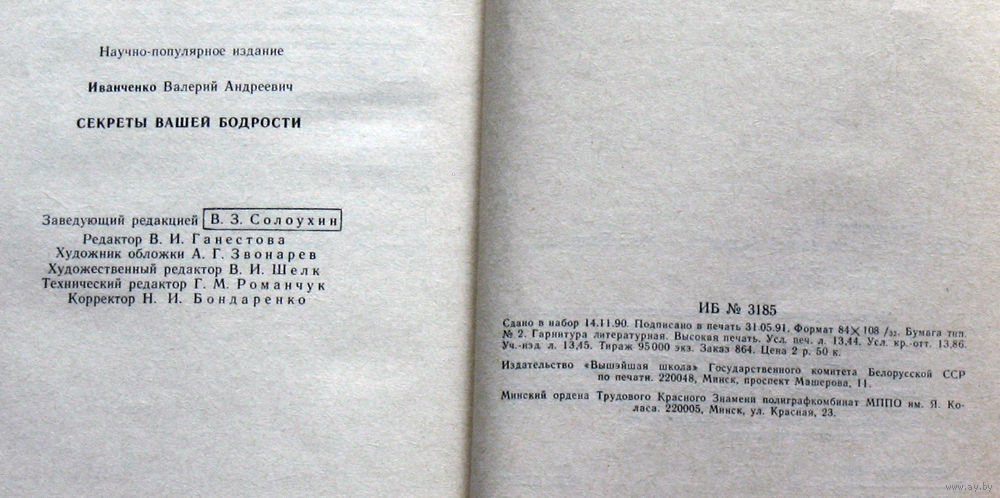 Научно-популярное издание
Иванченко Валерий Андреевич
СЕКРЕТЫ ВАШЕЙ БОДРОСТИ
Заведующий редакцией В. З. Солоухин
Редактор В. И. Ганестова
Художник обложки А. Г. Звонарев
Художественный редактор В. И. Шелк
Технический редактор Г. М. Романчук
Корректор Н. И. Бондаренко
ИБ № 3185
Сдано в набор 14.11.90. Подписано в печать 31.05.91. Формат 84×108 /32. Бумага тип.
№ 2. Гарнитура литературная. Высокая печать. Усл. печ. л. 13,44. Усл. кр.-отт. 13,86.
Уч.-изд. л. 13,45. Тираж 95 000 экз. Заказ 864. Цена 2 р. 50 к.
Издательство «Вышэйшая школа» Государственного комитета Белорусской ССР
по печати. 220048, Минск, проспект Машерова, 11.
Минский ордена Трудового Красного Знамени полиграфкомбинат МППО им. Я. Ко-
ласа. 220005, Минск, ул. Красная, 23.
www.ay.by